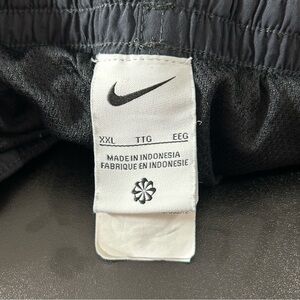 XXL TTG EEG
MADE IN INDONESIA
FABRIQUE EN INDONESIE